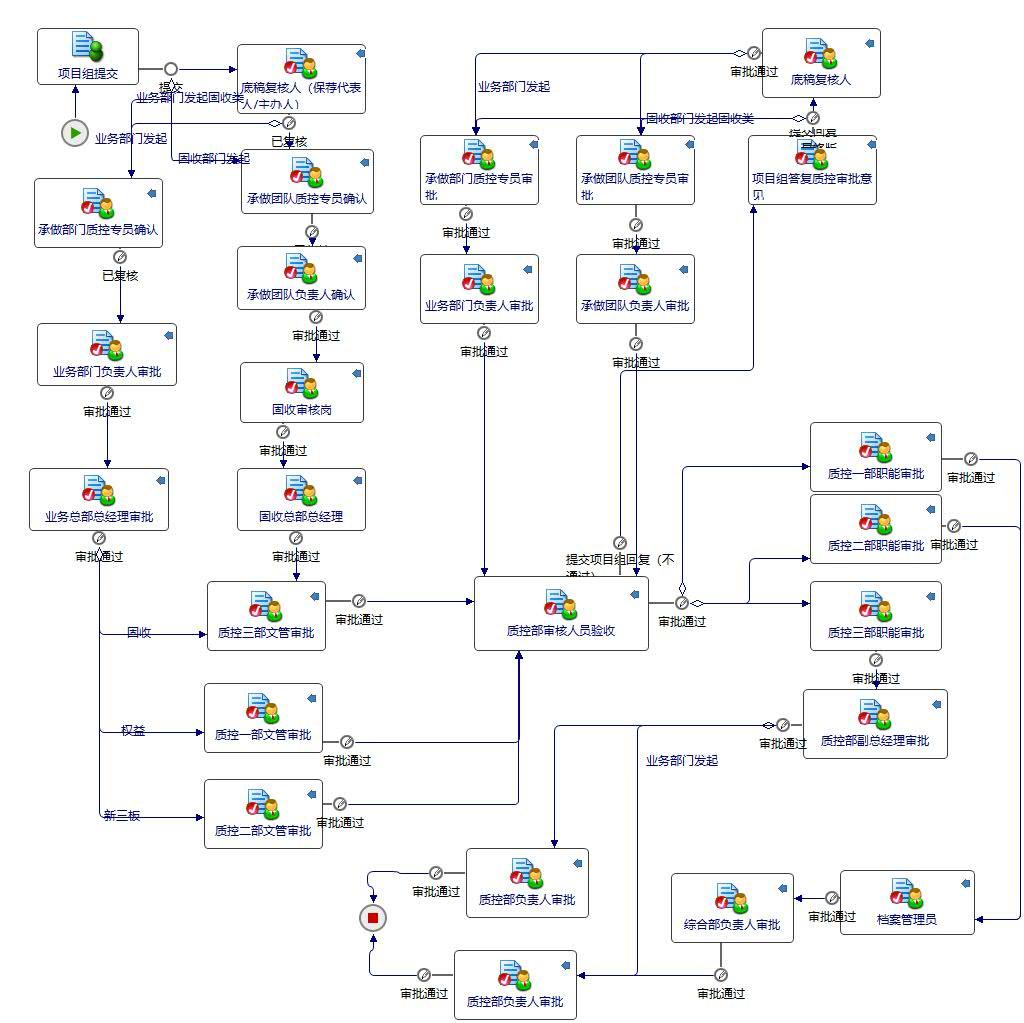 项目组提交
提交
底稿复核人（保荐代表
人/主办人）
业务部门发起固收类
业务部门发起
已复核
固收部门发起
承做部门质控专员确认
已复核
承做团队质控专员确认
承做团队负责人确认
审批通过
业务部门负责人审批
审批通过
固收审核岗
审批通过
业务总部总经理审批
审批通过
固收总部总经理
审批通过
固收
权益
新三板
质控三部文管审批
审批通过
质控一部文管审批
审批通过
质控二部文管审批
审批通过
底稿复核人
审批通过
业务部门发起
固收部门发起固收类
承做部门质控专员审
批;
审批通过
承做团队质控专员审
批;
审批通过
项目组答复质控审批意
见
业务部门负责人审批
审批通过
承做团队负责人审批
审批通过
提交项目组回复（不
通过）
质控部审核人员验收
审批通过
质控一部职能审批
审批通过
质控二部职能审批
审批通过
质控三部职能审批
审批通过
质控部副总经理审批
审批通过
业务部门发起
质控部负责人审批
审批通过
综合部负责人审批
审批通过
档案管理员
审批通过
质控部负责人审批
审批通过